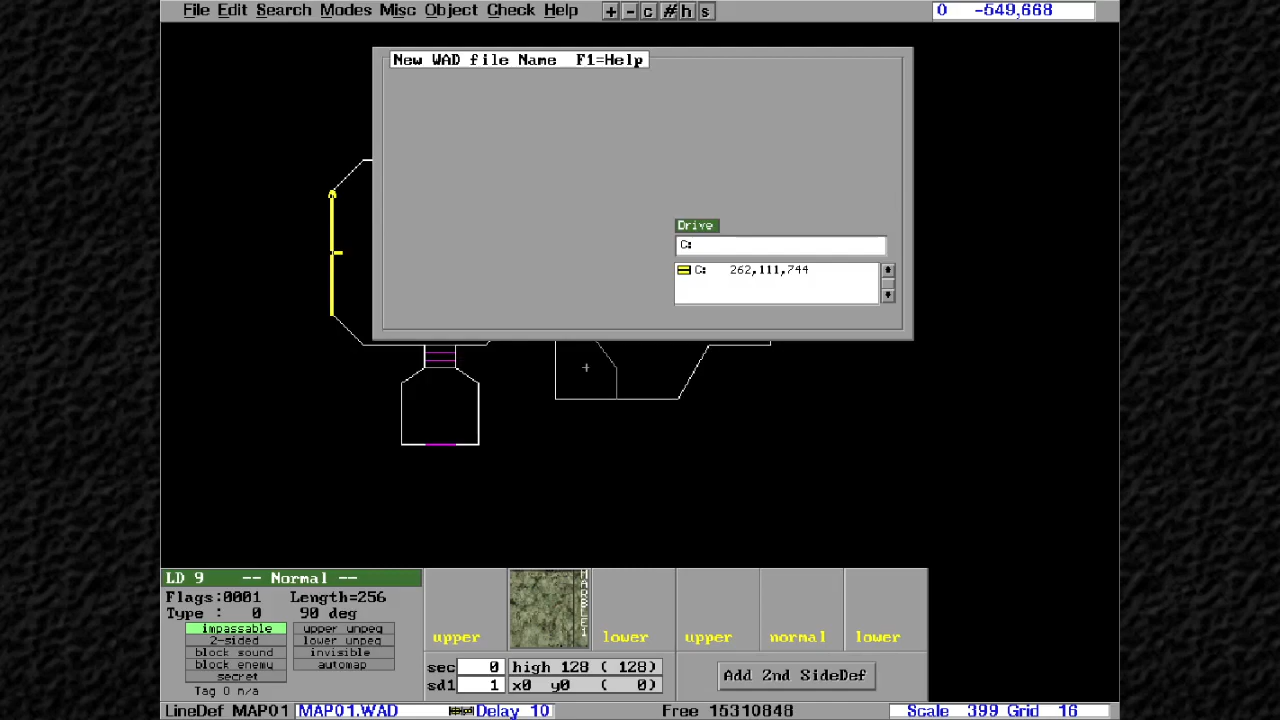 File Edit Search Modes Misc Object Check Help + - c # h s 0 -549,668
New WAD file Name F1=Help
Drive
C:
C: 262,111,744
LD 9 -- Normal --
Flags:0001 Length=256
Type : 0 90 deg
impassable upper unpeg
2-sided lower unpeg
block sound invisible
block enemy automap
secret
Tag 0 n/a
upper MARBLE1 lower upper normal lower
sec 0 high 128 ( 128)
sd1 1 x0 y0 ( 0)
Add 2nd SideDef
LineDef MAP01 MAP01.WAD Delay 10 Free 15310848 Scale 399 Grid 16